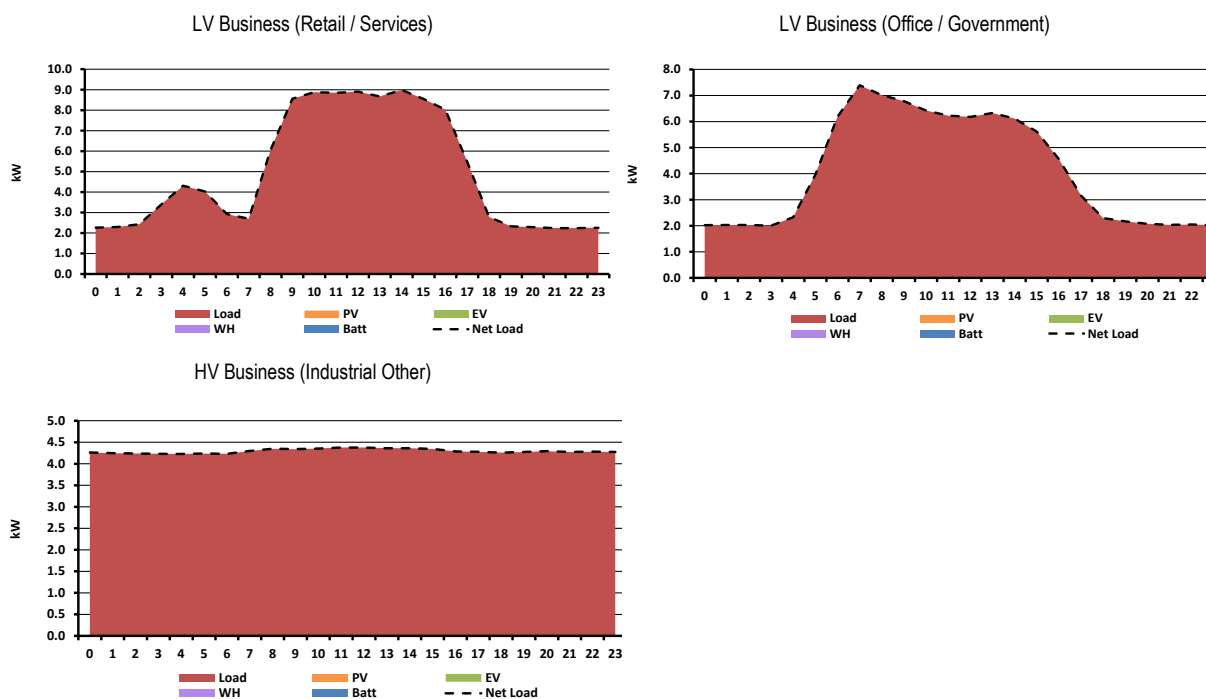 LV Business (Retail / Services)
10.0
9.0
8.0
7.0
6.0
5.0
4.0
3.0
2.0
1.0
0.0
kW
0 1 2 3 4 5 6 7 8 9 10 11 12 13 14 15 16 17 18 19 20 21 22 23
Load PV EV
WH Batt Net Load
LV Business (Office / Government)
8.0
7.0
6.0
5.0
4.0
3.0
2.0
1.0
0.0
kW
0 1 2 3 4 5 6 7 8 9 10 11 12 13 14 15 16 17 18 19 20 21 22
Load PV EV
WH Batt Net Load
HV Business (Industrial Other)
5.0
4.5
4.0
3.5
3.0
2.5
2.0
1.5
1.0
0.5
0.0
kW
0 1 2 3 4 5 6 7 8 9 10 11 12 13 14 15 16 17 18 19 20 21 22 23
Load PV EV
WH Batt Net Load